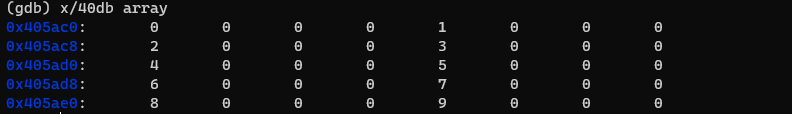 (gdb) x/40db array
0x405ac0: 0 0 0 0 1 0 0 0
0x405ac8: 2 0 0 0 3 0 0 0
0x405ad0: 4 0 0 0 5 0 0 0
0x405ad8: 6 0 0 0 7 0 0 0
0x405ae0: 8 0 0 0 9 0 0 0